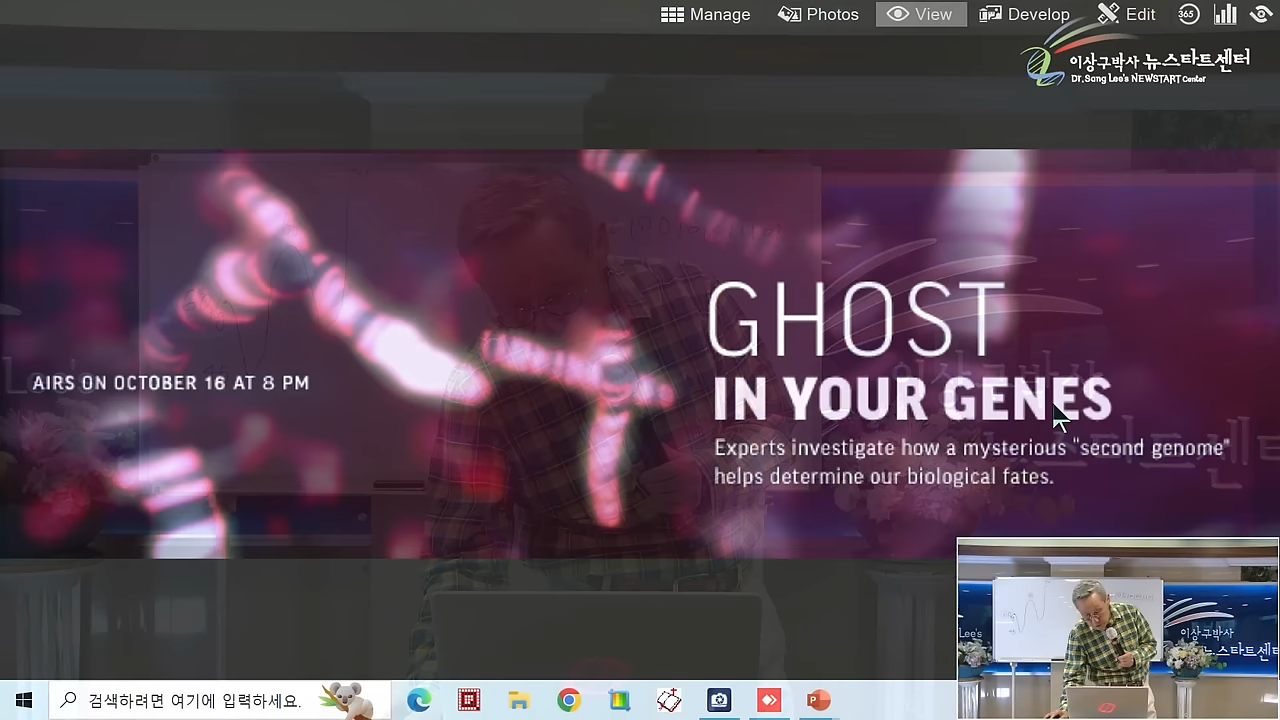 Manage Photos View Develop Edit 365
이상구박사 뉴스타트센터
Dr.Sang Lee's NEWSTART Center
GHOST
IN YOUR GENES
AIRS ON OCTOBER 16 AT 8 PM
Experts investigate how a mysterious "second genome"
helps determine our biological fates.
Lee's
이상구박사
뉴스타트센터
검색하려면 여기에 입력하세요.